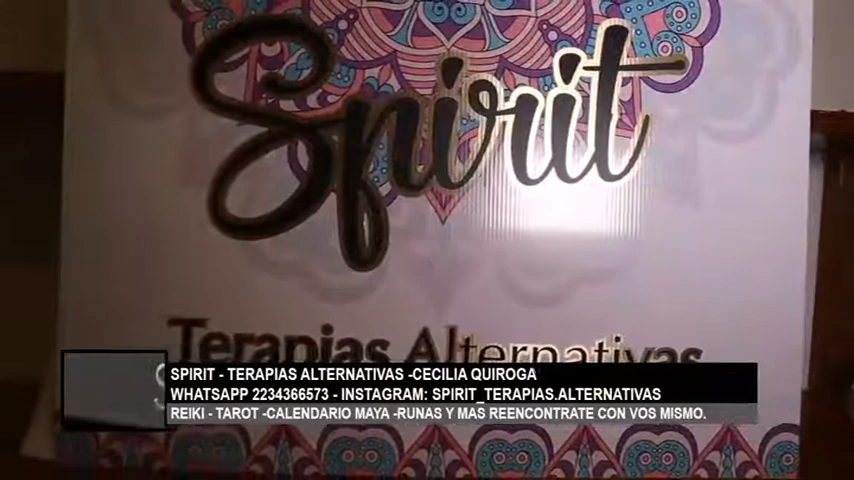 Spirit
Terapias Alternativas
SPIRIT - TERAPIAS ALTERNATIVAS -CECILIA QUIROGA
WHATSAPP 2234366573 - INSTAGRAM: SPIRIT_TERAPIAS.ALTERNATIVAS
REIKI - TAROT -CALENDARIO MAYA -RUNAS Y MAS REENCONTRATE CON VOS MISMO.